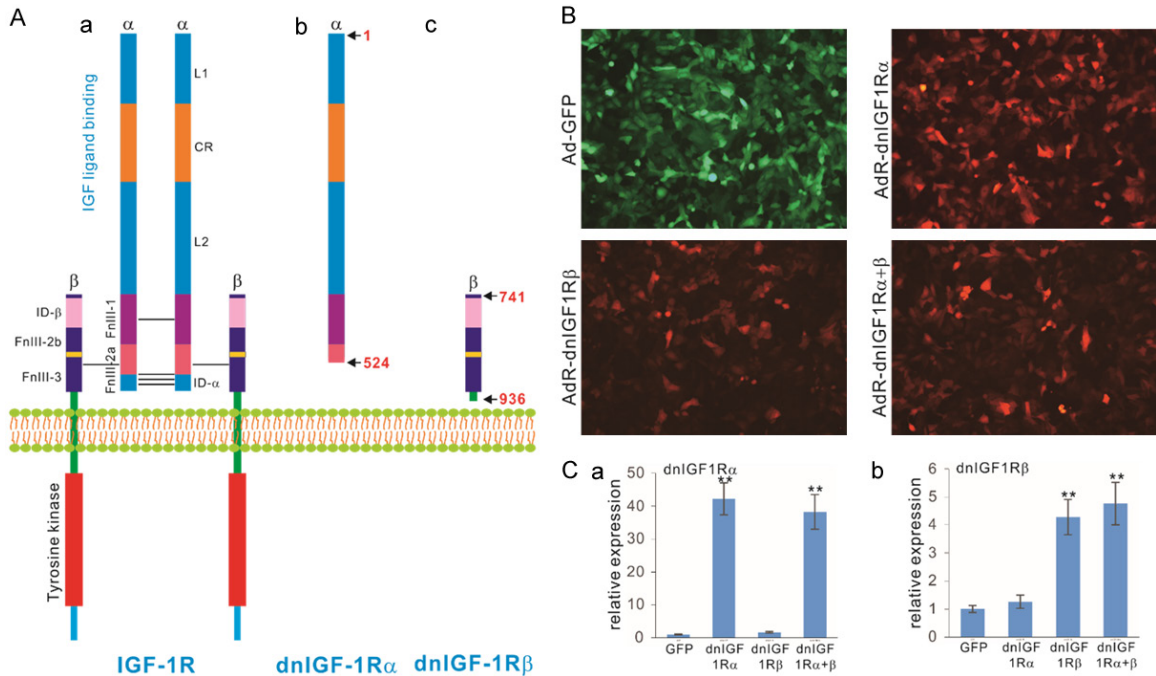 A
a
b
c
α
α
α
1
L1
IGF ligand binding
CR
L2
β
β
β
741
ID-β
FnIII-1
FnIII-2b
FnIII-2a
524
FnIII-3
ID-α
936
Tyrosine kinase
IGF-1R
dnIGF-1Rα
dnIGF-1Rβ
B
Ad-GFP
AdR-dnIGF1Rα
AdR-dnIGF1Rβ
AdR-dnIGF1Rα+β
C
a
dnIGF1Rα
relative expression
50
40
30
20
10
0
**
**
GFP
dnIGF
1Rα
dnIGF
1Rβ
dnIGF
1Rα+β
b
dnIGF1Rβ
relative expression
6
5
4
3
2
1
0
**
**
GFP
dnIGF
1Rα
dnIGF
1Rβ
dnIGF
1Rα+β